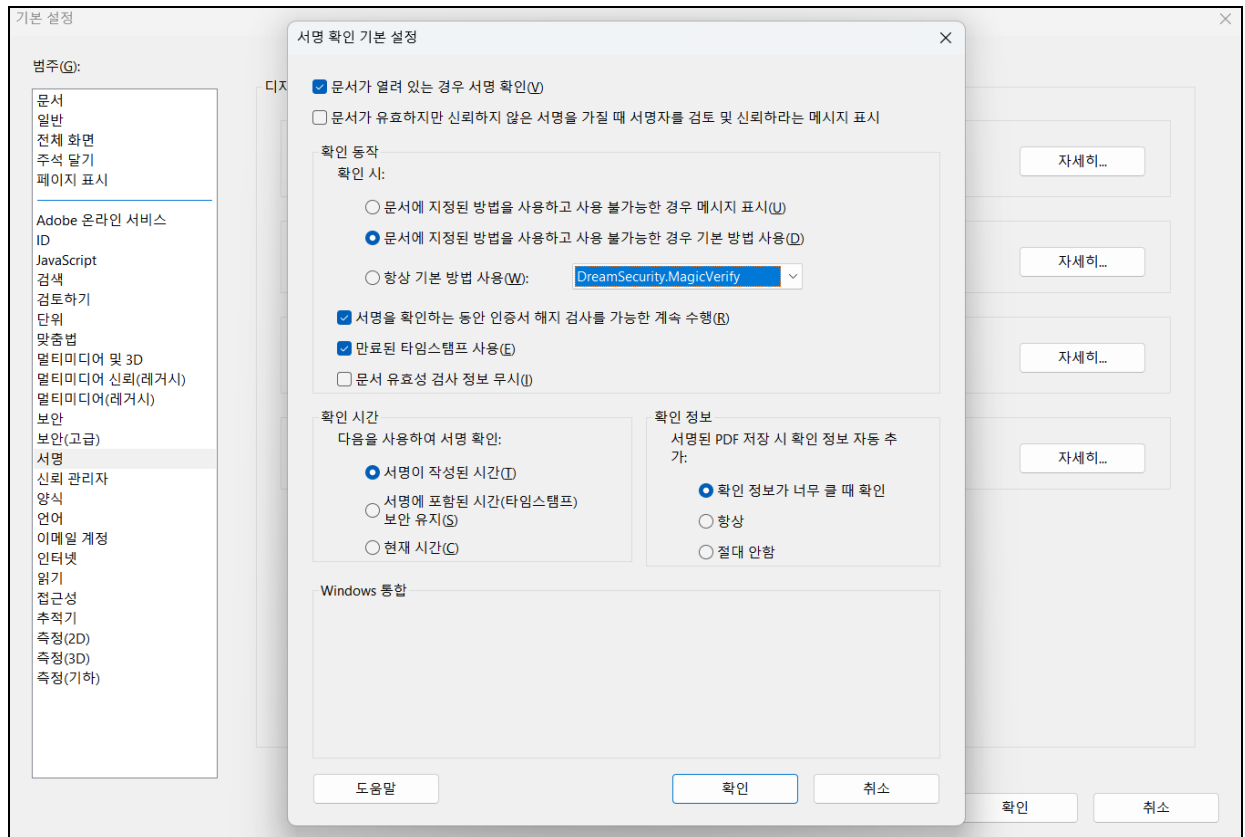 기본 설정
범주(G):
문서
일반
전체 화면
주석 달기
페이지 표시
Adobe 온라인 서비스
ID
JavaScript
검색
검토하기
단위
맞춤법
멀티미디어 및 3D
멀티미디어 신뢰(레거시)
멀티미디어(레거시)
보안
보안(고급)
서명
신뢰 관리자
양식
언어
이메일 계정
인터넷
읽기
접근성
추적기
측정(2D)
측정(3D)
측정(기하)
서명 확인 기본 설정
문서가 열려 있는 경우 서명 확인(V)
문서가 유효하지만 신뢰하지 않은 서명을 가질 때 서명자를 검토 및 신뢰하라는 메시지 표시
확인 동작
확인 시:
문서에 지정된 방법을 사용하고 사용 불가능한 경우 메시지 표시(U)
문서에 지정된 방법을 사용하고 사용 불가능한 경우 기본 방법 사용(D)
항상 기본 방법 사용(W): DreamSecurity.MagicVerify
서명을 확인하는 동안 인증서 해지 검사를 가능한 계속 수행(R)
만료된 타임스탬프 사용(E)
문서 유효성 검사 정보 무시(I)
확인 시간
다음을 사용하여 서명 확인:
서명이 작성된 시간(T)
서명에 포함된 시간(타임스탬프)
보안 유지(S)
현재 시간(C)
확인 정보
서명된 PDF 저장 시 확인 정보 자동 추
가:
확인 정보가 너무 클 때 확인
항상
절대 안함
Windows 통합
도움말
확인
취소
자세히...
자세히...
자세히...
자세히...
확인
취소